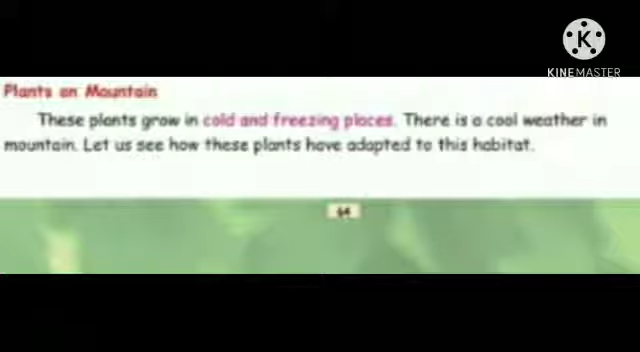 KINEMASTER
Plants on Mountain
These plants grow in cold and freezing places. There is a cool weather in
mountain. Let us see how these plants have adapted to this habitat.
64